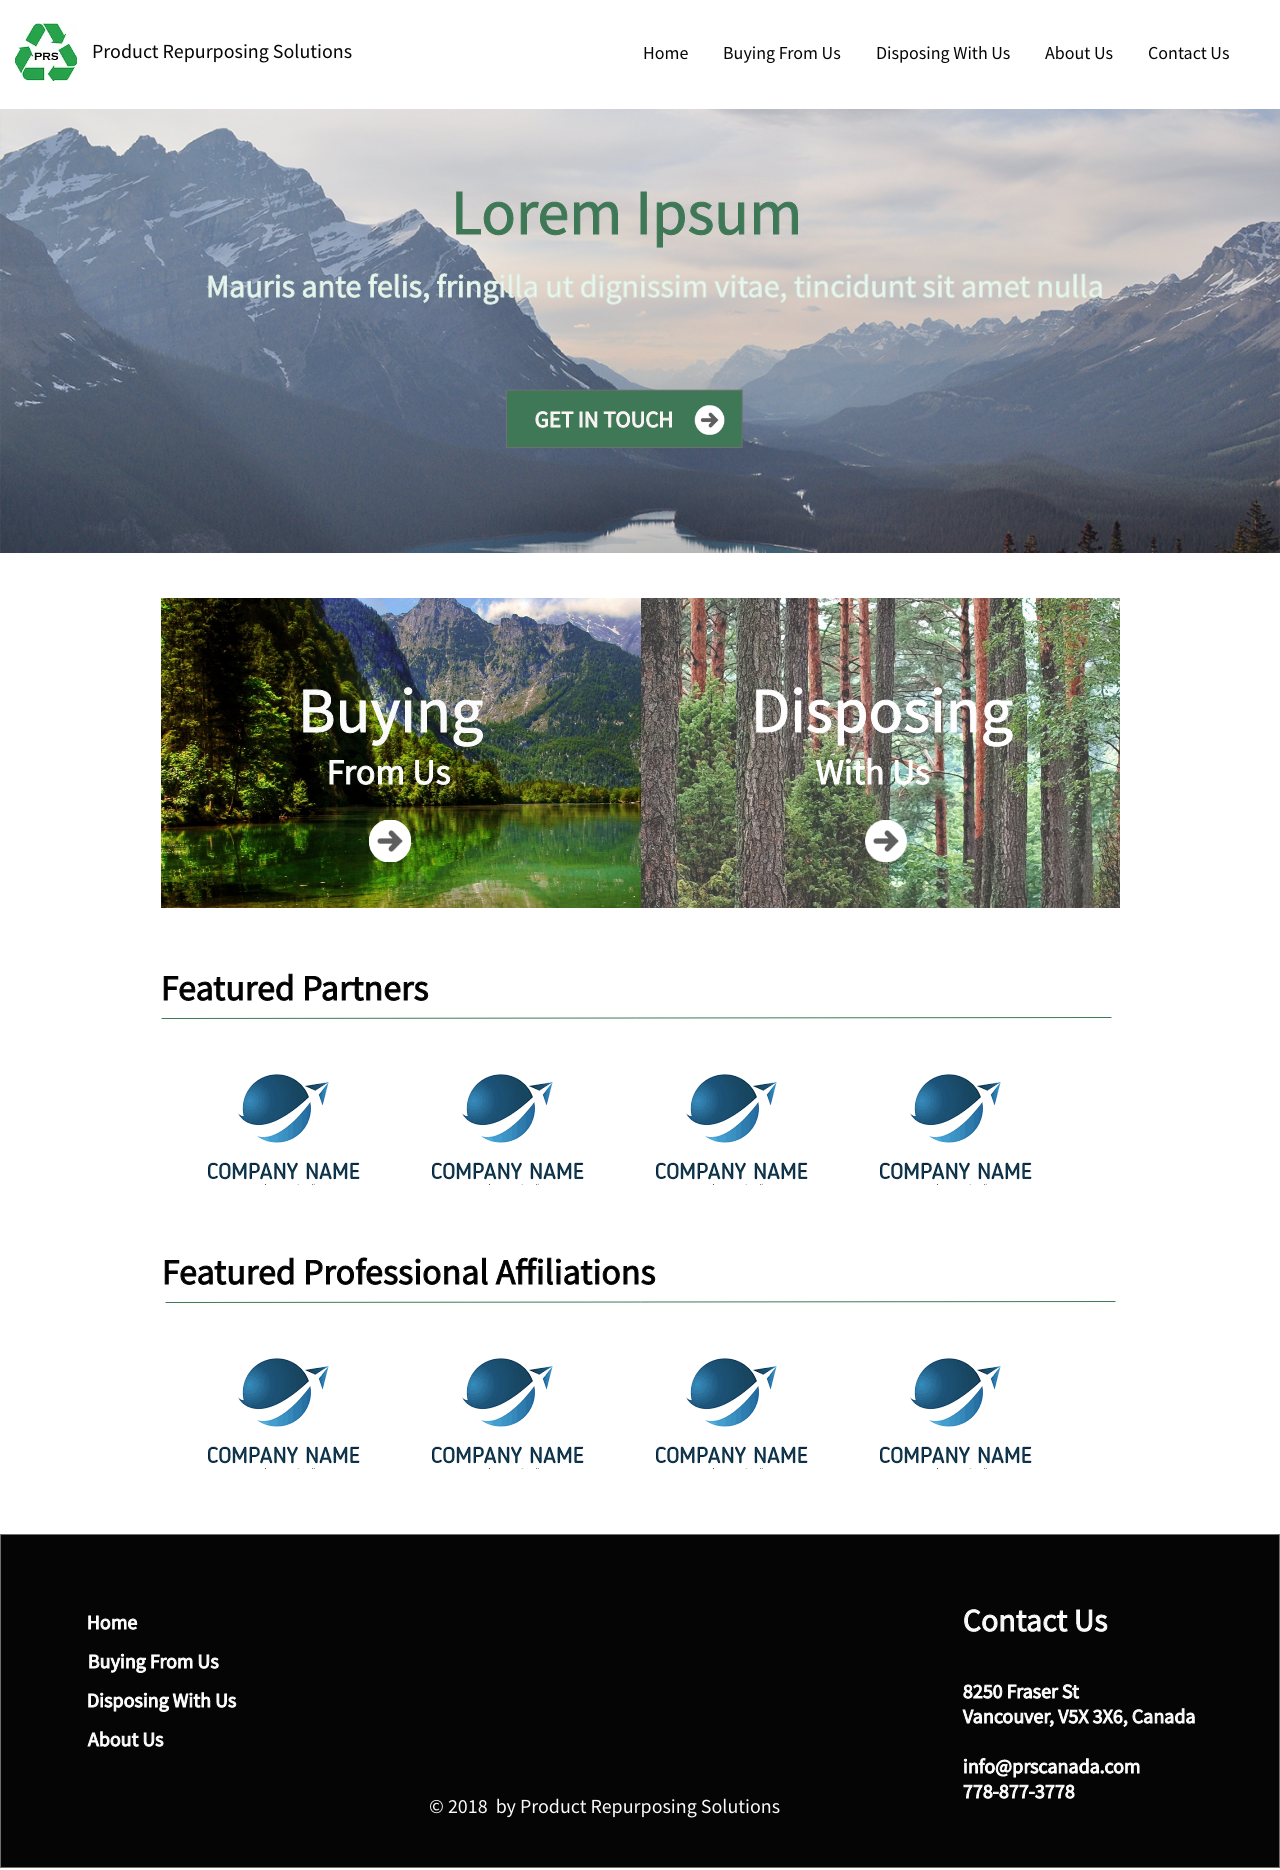 PRS
Product Repurposing Solutions
Home Buying From Us Disposing With Us About Us Contact Us
Lorem Ipsum
Mauris ante felis, fringilla ut dignissim vitae, tincidunt sit amet nulla
GET IN TOUCH
Buying
From Us
Disposing
With Us
Featured Partners
COMPANY NAME COMPANY NAME COMPANY NAME COMPANY NAME
Featured Professional Affiliations
COMPANY NAME COMPANY NAME COMPANY NAME COMPANY NAME
Home
Buying From Us
Disposing With Us
About Us
Contact Us
8250 Fraser St
Vancouver, V5X 3X6, Canada
info@prscanada.com
778-877-3778
© 2018 by Product Repurposing Solutions